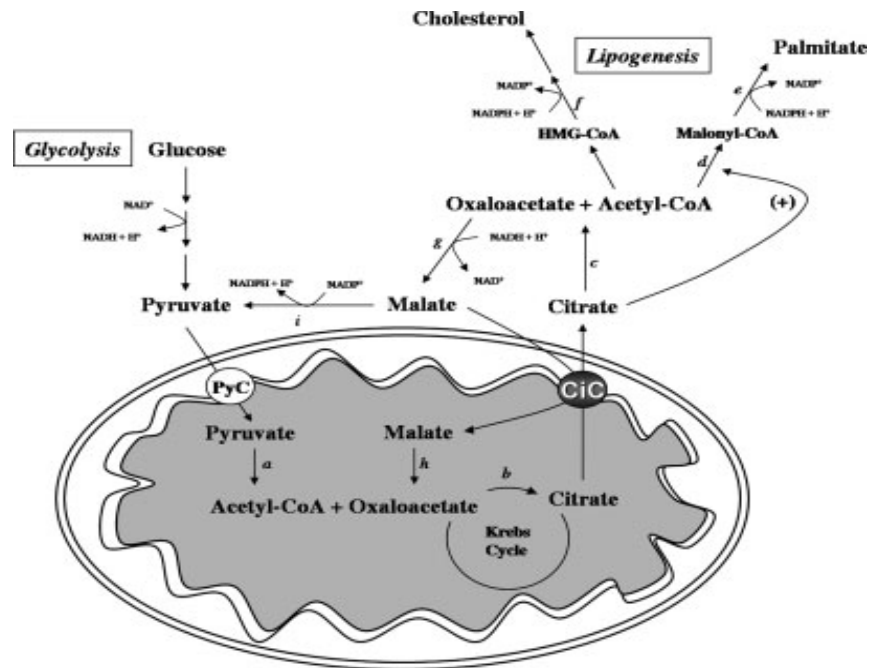 Cholesterol
Lipogenesis
Palmitate
NADP⁺
f
NADPH + H⁺
e
NADP⁺
NADPH + H⁺
HMG-CoA
Malonyl-CoA
Glycolysis
Glucose
d
NAD⁺
NADH + H⁺
Oxaloacetate + Acetyl-CoA
(+)
g
NADH + H⁺
NAD⁺
c
NADPH + H⁺
NADP⁺
Pyruvate
i
Malate
Citrate
PyC
CiC
Pyruvate
Malate
a
h
b
Acetyl-CoA + Oxaloacetate
Citrate
Krebs
Cycle